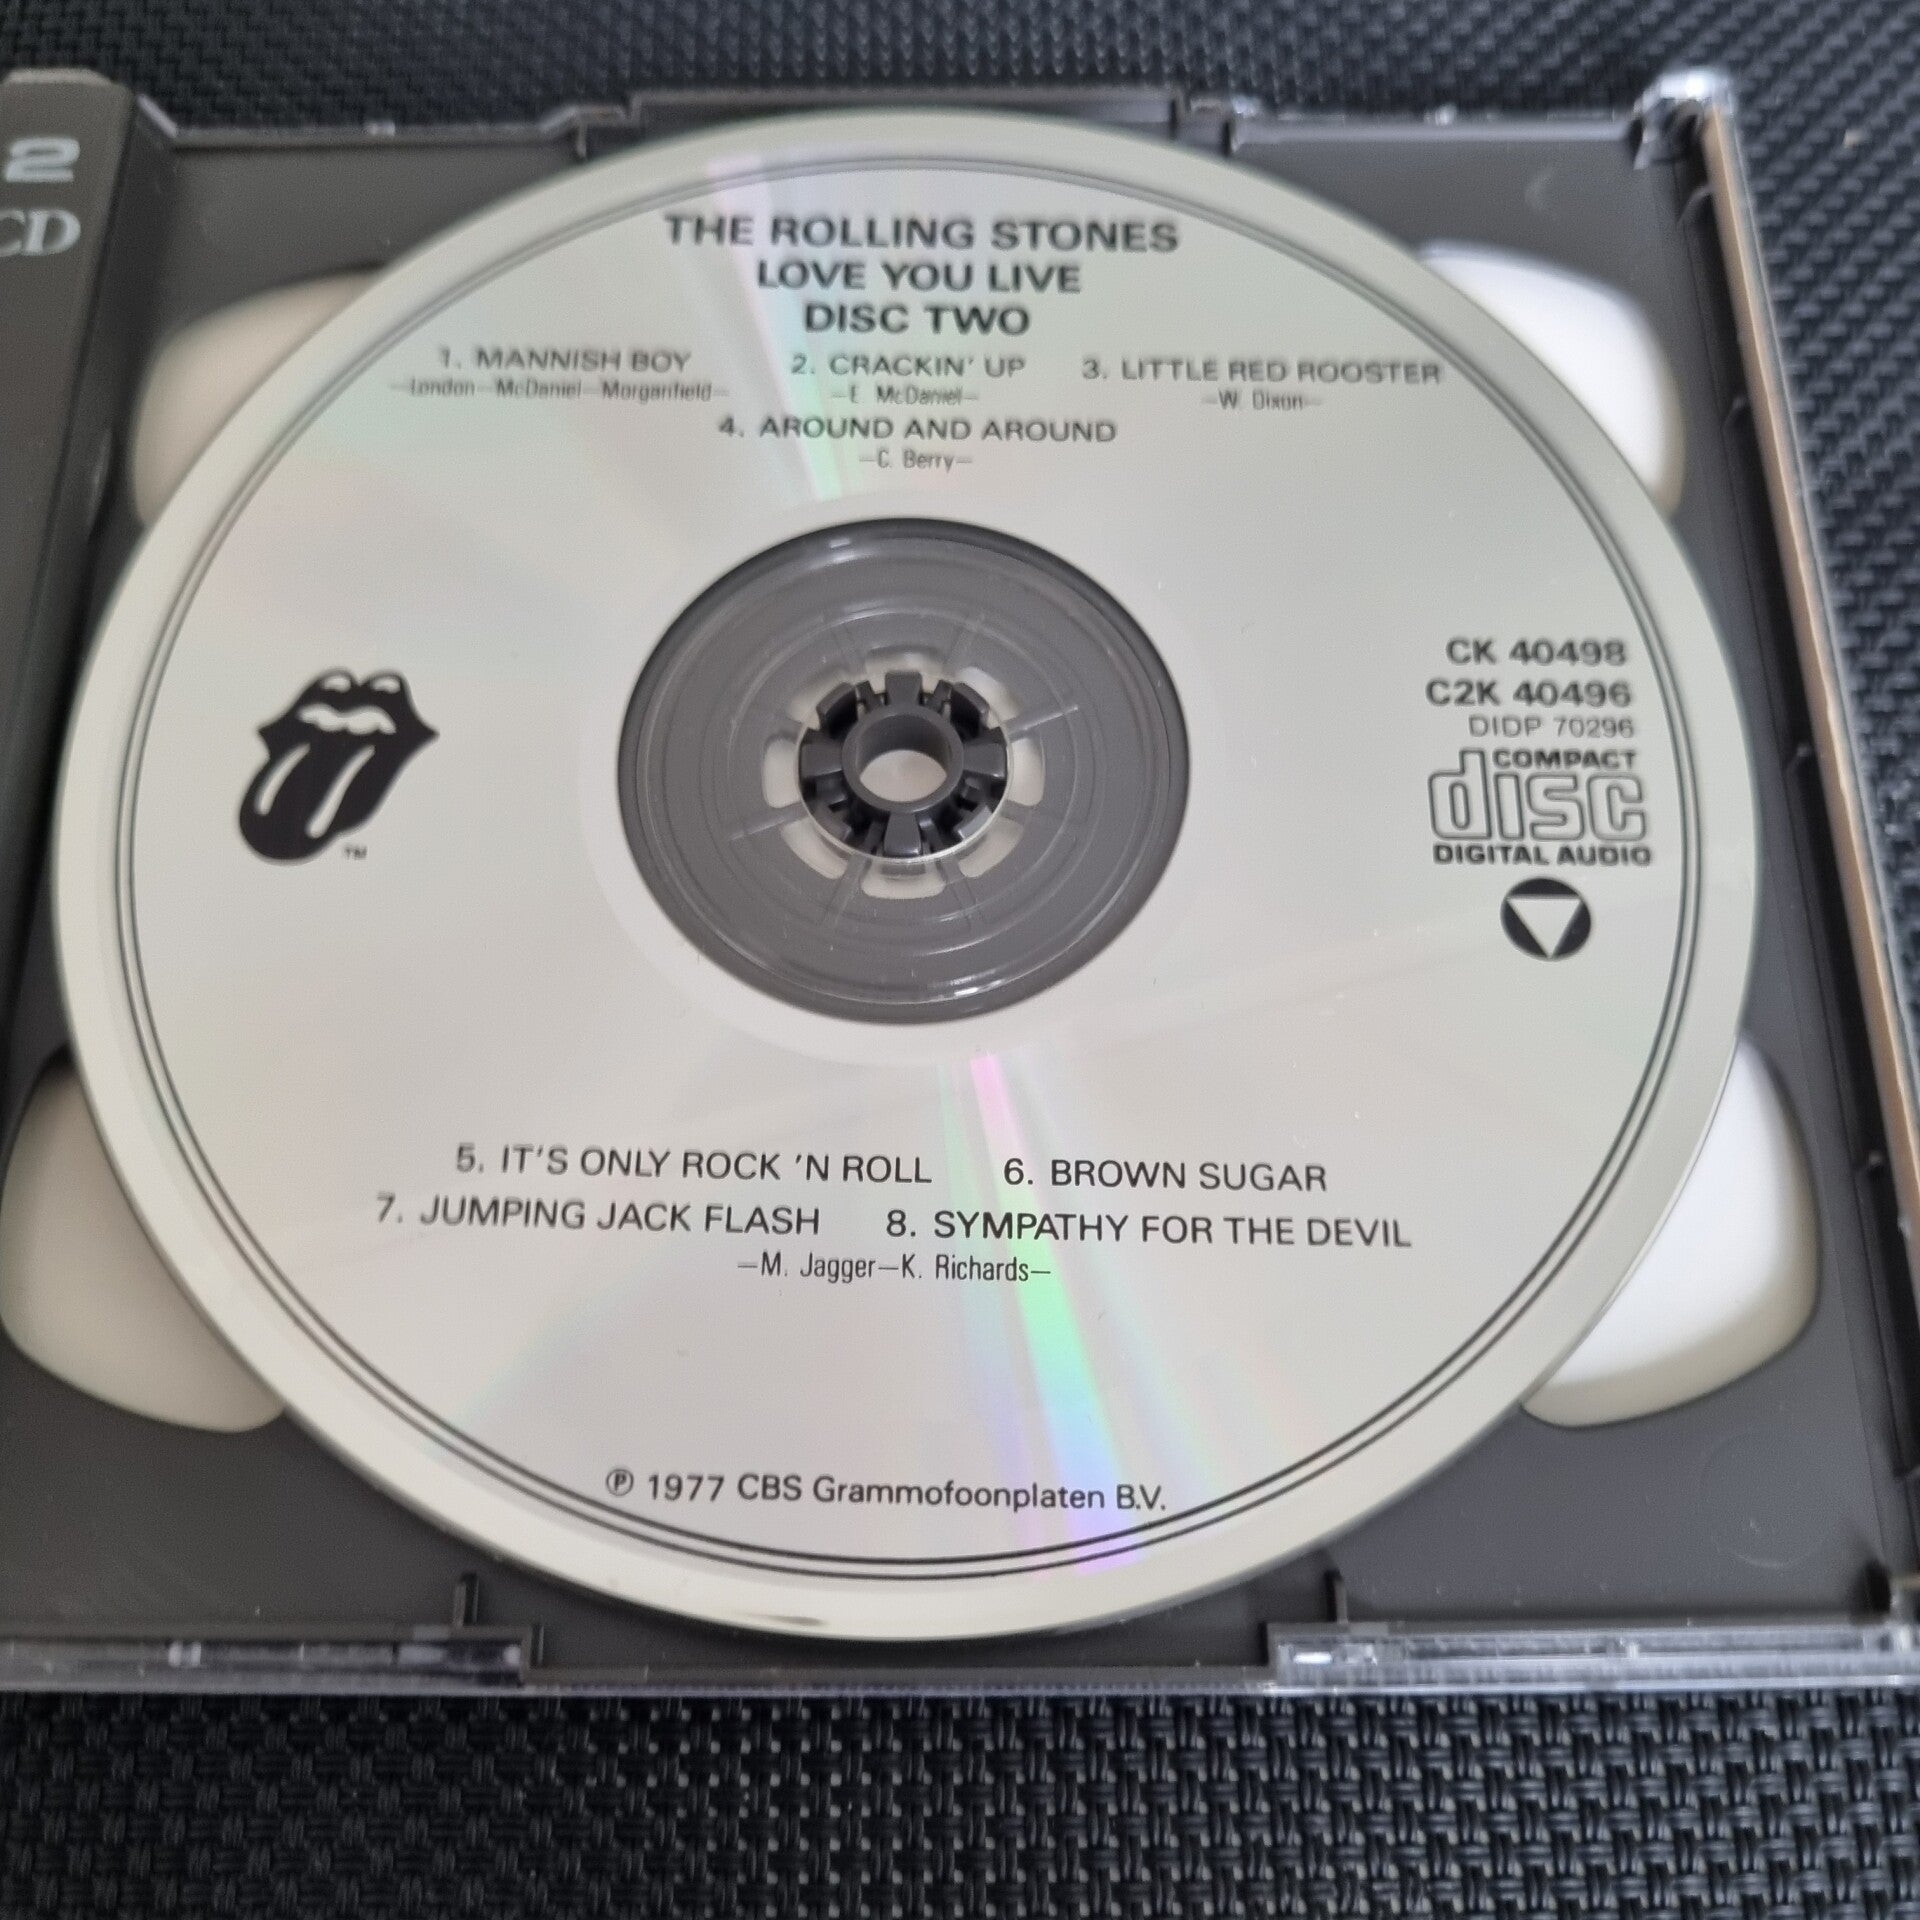 2
CD
THE ROLLING STONES
LOVE YOU LIVE
DISC TWO
1. MANNISH BOY 2. CRACKIN' UP 3. LITTLE RED ROOSTER
—London—McDaniel—Morganfield— —E. McDaniel— —W. Dixon—
4. AROUND AND AROUND
—C. Berry—
TM
CK 40498
C2K 40496
DIDP 70296
COMPACT
disc
DIGITAL AUDIO
5. IT'S ONLY ROCK 'N ROLL 6. BROWN SUGAR
7. JUMPING JACK FLASH 8. SYMPATHY FOR THE DEVIL
—M. Jagger—K. Richards—
℗ 1977 CBS Grammofoonplaten B.V.